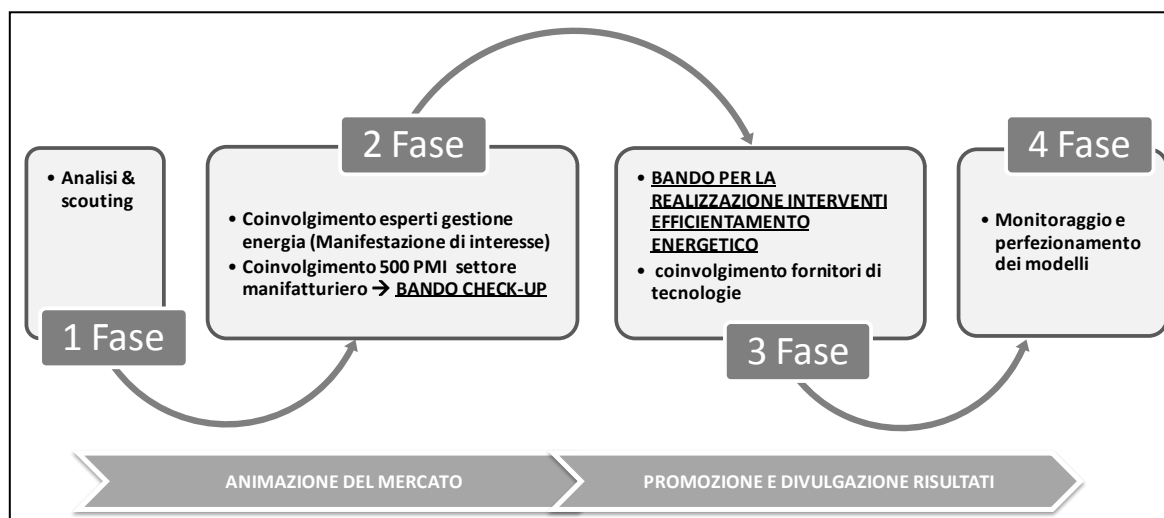 1 Fase
• Analisi &
scouting
2 Fase
• Coinvolgimento esperti gestione
energia (Manifestazione di interesse)
• Coinvolgimento 500 PMI settore
manifatturiero → BANDO CHECK-UP
3 Fase
• BANDO PER LA
REALIZZAZIONE INTERVENTI
EFFICIENTAMENTO
ENERGETICO
• coinvolgimento fornitori di
tecnologie
4 Fase
• Monitoraggio e
perfezionamento
dei modelli
ANIMAZIONE DEL MERCATO
PROMOZIONE E DIVULGAZIONE RISULTATI